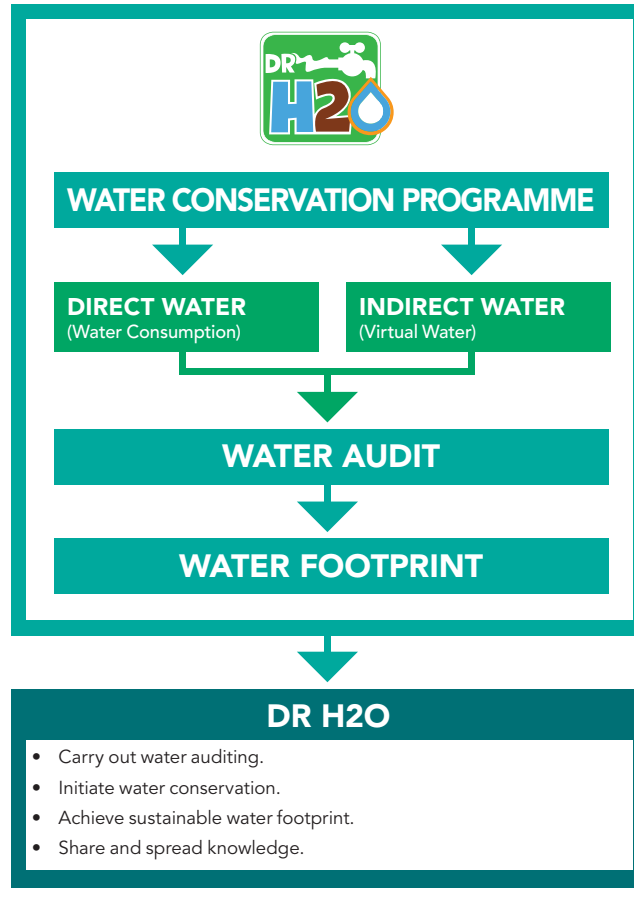 DR
H2O
WATER CONSERVATION PROGRAMME
DIRECT WATER
(Water Consumption)
INDIRECT WATER
(Virtual Water)
WATER AUDIT
WATER FOOTPRINT
DR H2O
• Carry out water auditing.
• Initiate water conservation.
• Achieve sustainable water footprint.
• Share and spread knowledge.